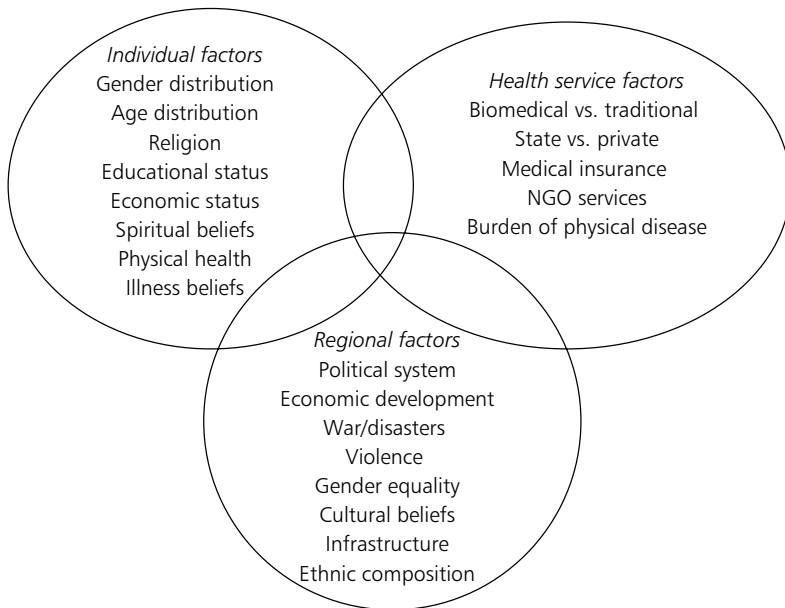 Individual factors
Gender distribution
Age distribution
Religion
Educational status
Economic status
Spiritual beliefs
Physical health
Illness beliefs
Health service factors
Biomedical vs. traditional
State vs. private
Medical insurance
NGO services
Burden of physical disease
Regional factors
Political system
Economic development
War/disasters
Violence
Gender equality
Cultural beliefs
Infrastructure
Ethnic composition